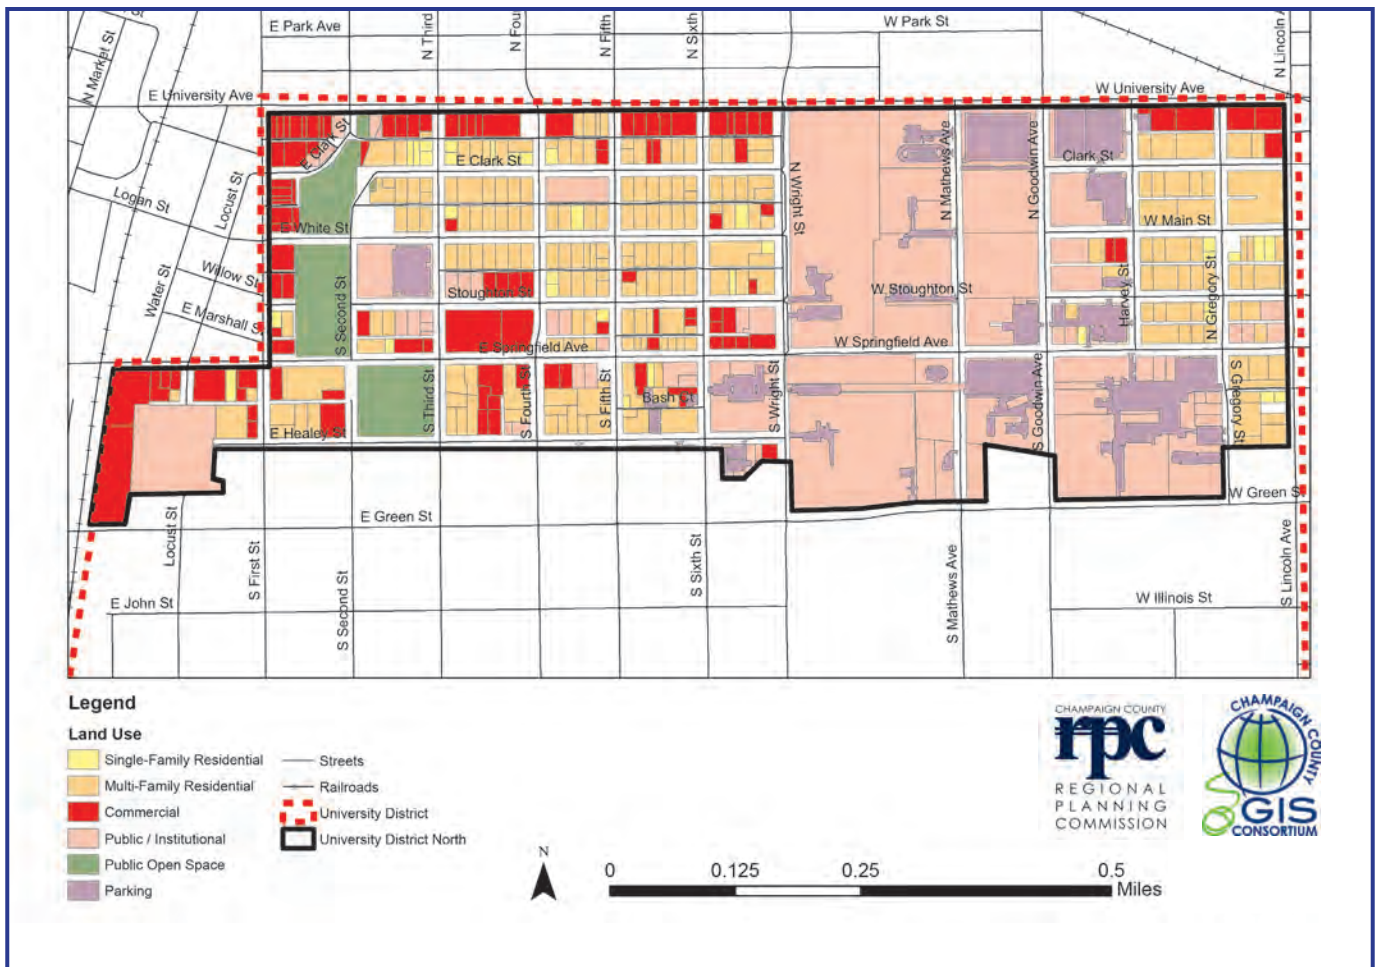 E Park Ave
W Park St
N Market St
N Third
N Fou
N Fifth
N Sixth
N Lincoln
E University Ave
W University Ave
E Clark St
E Clark St
Clark St
N Mathews Ave
N Goodwin Ave
N Wright St
Logan St
Locust St
E White St
W Main St
Willow St
Water St
E Marshall S
S Second St
Stoughton St
W Stoughton St
Harvey St
N Gregory St
E Springfield Ave
W Springfield Ave
S Third St
S Fourth St
S Fifth St
Bash Ct
S Wright St
S Goodwin Ave
S Gregory St
E Healey St
W Green S
E Green St
Locust St
S First St
S Second St
S Sixth St
S Mathews Ave
S Lincoln Ave
E John St
W Illinois St
Legend
Land Use
Single-Family Residential
Multi-Family Residential
Commercial
Public / Institutional
Public Open Space
Parking
Streets
Railroads
University District
University District North
N
0 0.125 0.25 0.5
Miles
CHAMPAIGN COUNTY
rpc
REGIONAL
PLANNING
COMMISSION
CHAMPAIGN COUNTY
GIS
CONSORTIUM